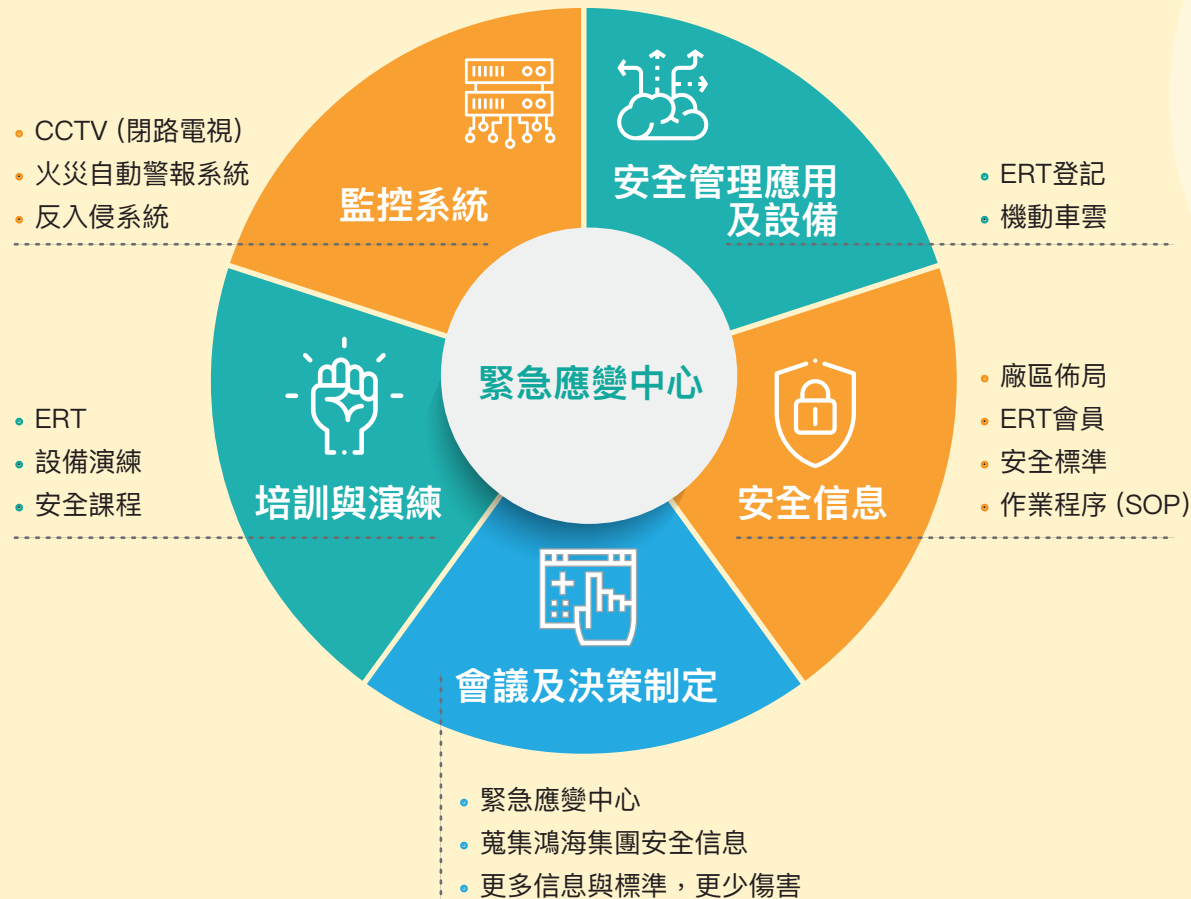 監控系統
CCTV (閉路電視)
火災自動警報系統
反入侵系統
安全管理應用
及設備
ERT登記
機動車雲
緊急應變中心
培訓與演練
ERT
設備演練
安全課程
安全信息
廠區佈局
ERT會員
安全標準
作業程序 (SOP)
會議及決策制定
緊急應變中心
蒐集鴻海集團安全信息
更多信息與標準，更少傷害